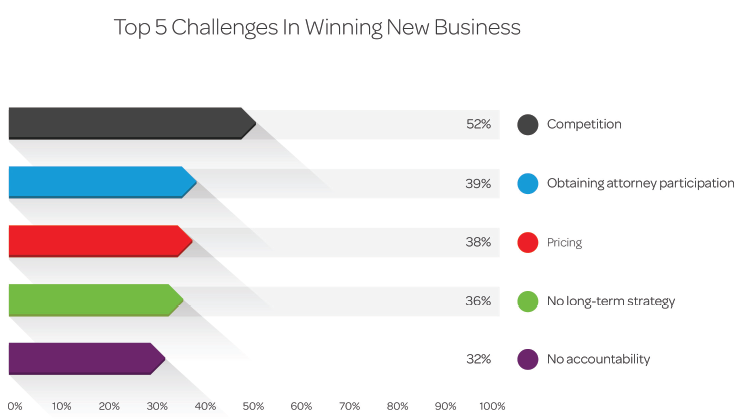 Top 5 Challenges In Winning New Business
52% Competition
39% Obtaining attorney participation
38% Pricing
36% No long-term strategy
32% No accountability
0% 10% 20% 30% 40% 50% 60% 70% 80% 90% 100%